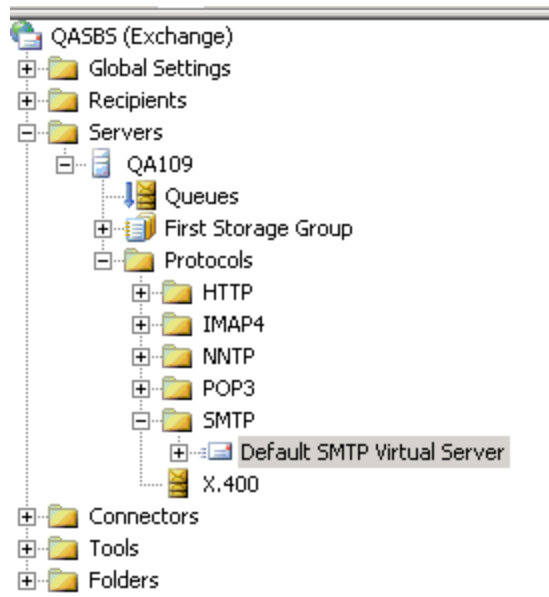 QASBS (Exchange)
Global Settings
Recipients
Servers
QA109
Queues
First Storage Group
Protocols
HTTP
IMAP4
NNTP
POP3
SMTP
Default SMTP Virtual Server
X.400
Connectors
Tools
Folders